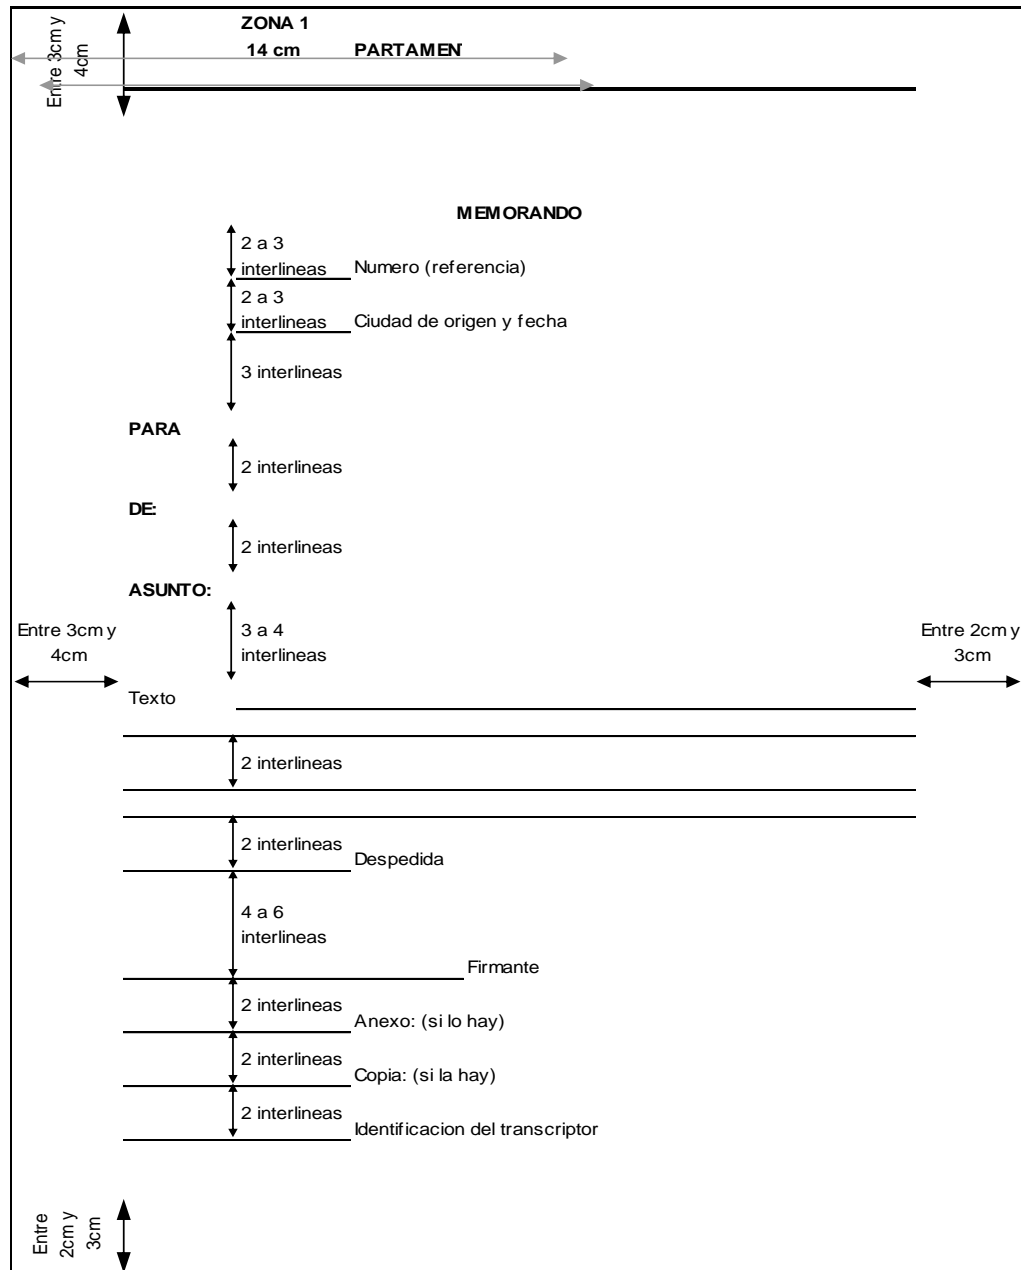 ZONA 1
14 cm PARTAMEN
Entre 3cm y
4cm
MEMORANDO
2 a 3
interlineas Numero (referencia)
2 a 3
interlineas Ciudad de origen y fecha
3 interlineas
PARA
2 interlineas
DE:
2 interlineas
ASUNTO:
Entre 3cm y
4cm
3 a 4
interlineas
Entre 2cm y
3cm
Texto
2 interlineas
2 interlineas
Despedida
4 a 6
interlineas
Firmante
2 interlineas
Anexo: (si lo hay)
2 interlineas
Copia: (si la hay)
2 interlineas
Identificacion del transcriptor
Entre
2cm y
3cm